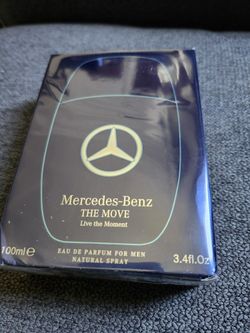 Mercedes-Benz
THE MOVE
Live the Moment
100ml e
EAU DE PARFUM FOR MEN
NATURAL SPRAY
3.4fl.Oz